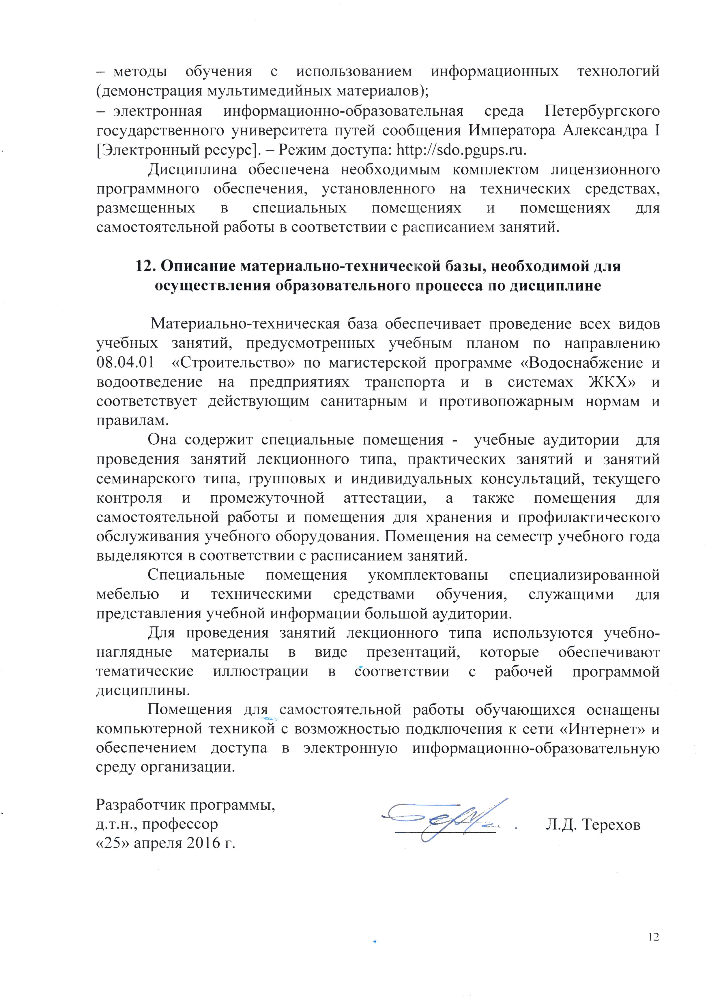 – методы обучения с использованием информационных технологий
(демонстрация мультимедийных материалов);
– электронная информационно-образовательная среда Петербургского
государственного университета путей сообщения Императора Александра I
[Электронный ресурс]. – Режим доступа: http://sdo.pgups.ru.
Дисциплина обеспечена необходимым комплектом лицензионного
программного обеспечения, установленного на технических средствах,
размещенных в специальных помещениях и помещениях для
самостоятельной работы в соответствии с расписанием занятий.
12. Описание материально-технической базы, необходимой для
осуществления образовательного процесса по дисциплине
Материально-техническая база обеспечивает проведение всех видов
учебных занятий, предусмотренных учебным планом по направлению
08.04.01 «Строительство» по магистерской программе «Водоснабжение и
водоотведение на предприятиях транспорта и в системах ЖКХ» и
соответствует действующим санитарным и противопожарным нормам и
правилам.
Она содержит специальные помещения - учебные аудитории для
проведения занятий лекционного типа, практических занятий и занятий
семинарского типа, групповых и индивидуальных консультаций, текущего
контроля и промежуточной аттестации, а также помещения для
самостоятельной работы и помещения для хранения и профилактического
обслуживания учебного оборудования. Помещения на семестр учебного года
выделяются в соответствии с расписанием занятий.
Специальные помещения укомплектованы специализированной
мебелью и техническими средствами обучения, служащими для
представления учебной информации большой аудитории.
Для проведения занятий лекционного типа используются учебно-
наглядные материалы в виде презентаций, которые обеспечивают
тематические иллюстрации в соответствии с рабочей программой
дисциплины.
Помещения для самостоятельной работы обучающихся оснащены
компьютерной техникой с возможностью подключения к сети «Интернет» и
обеспечением доступа в электронную информационно-образовательную
среду организации.
Разработчик программы,
д.т.н., профессор
Л.Д. Терехов
«25» апреля 2016 г.
12